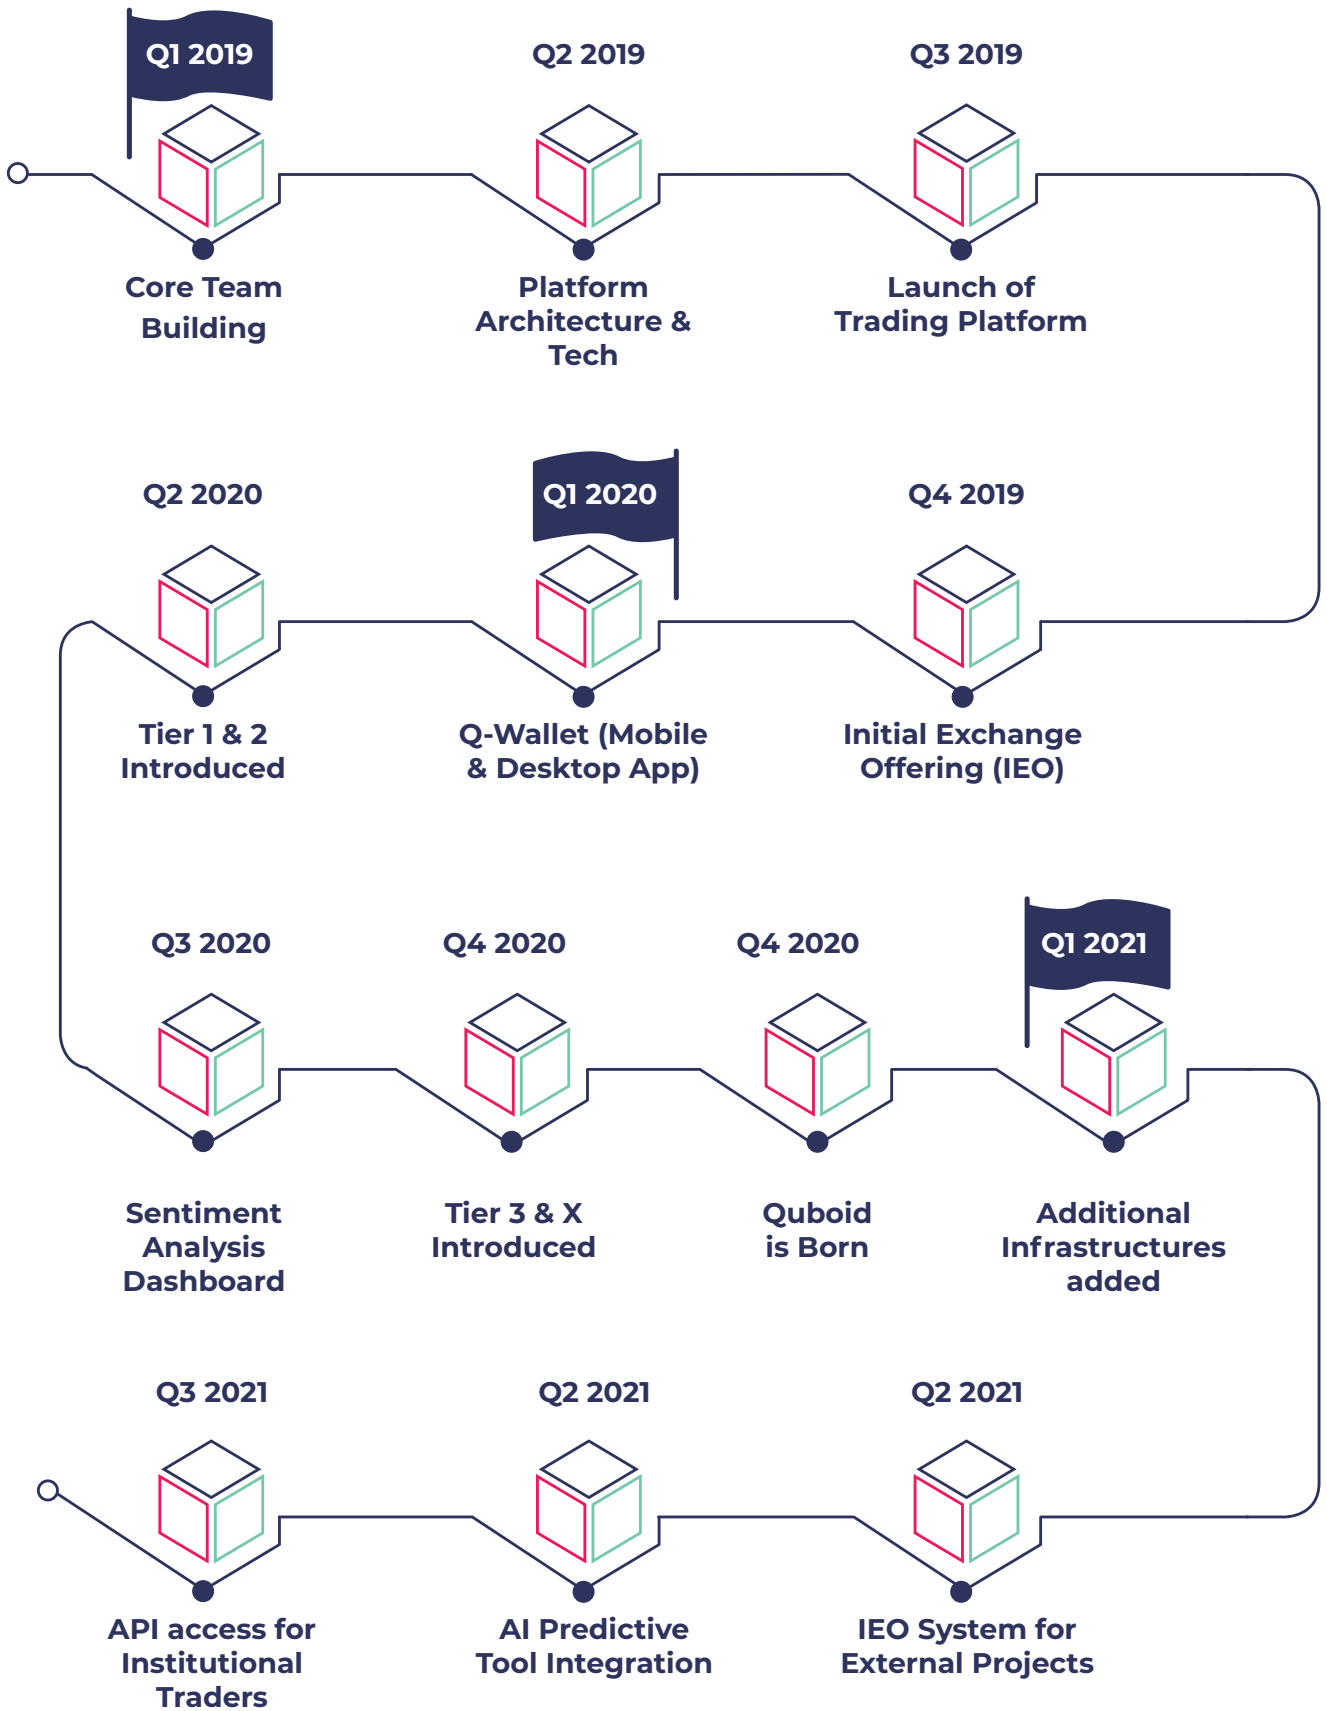 Q1 2019
Core Team
Building
Q2 2019
Platform
Architecture &
Tech
Q3 2019
Launch of
Trading Platform
Q4 2019
Initial Exchange
Offering (IEO)
Q1 2020
Q-Wallet (Mobile
& Desktop App)
Q2 2020
Tier 1 & 2
Introduced
Q3 2020
Sentiment
Analysis
Dashboard
Q4 2020
Tier 3 & X
Introduced
Q4 2020
Quboid
is Born
Q1 2021
Additional
Infrastructures
added
Q2 2021
IEO System for
External Projects
Q2 2021
AI Predictive
Tool Integration
Q3 2021
API access for
Institutional
Traders